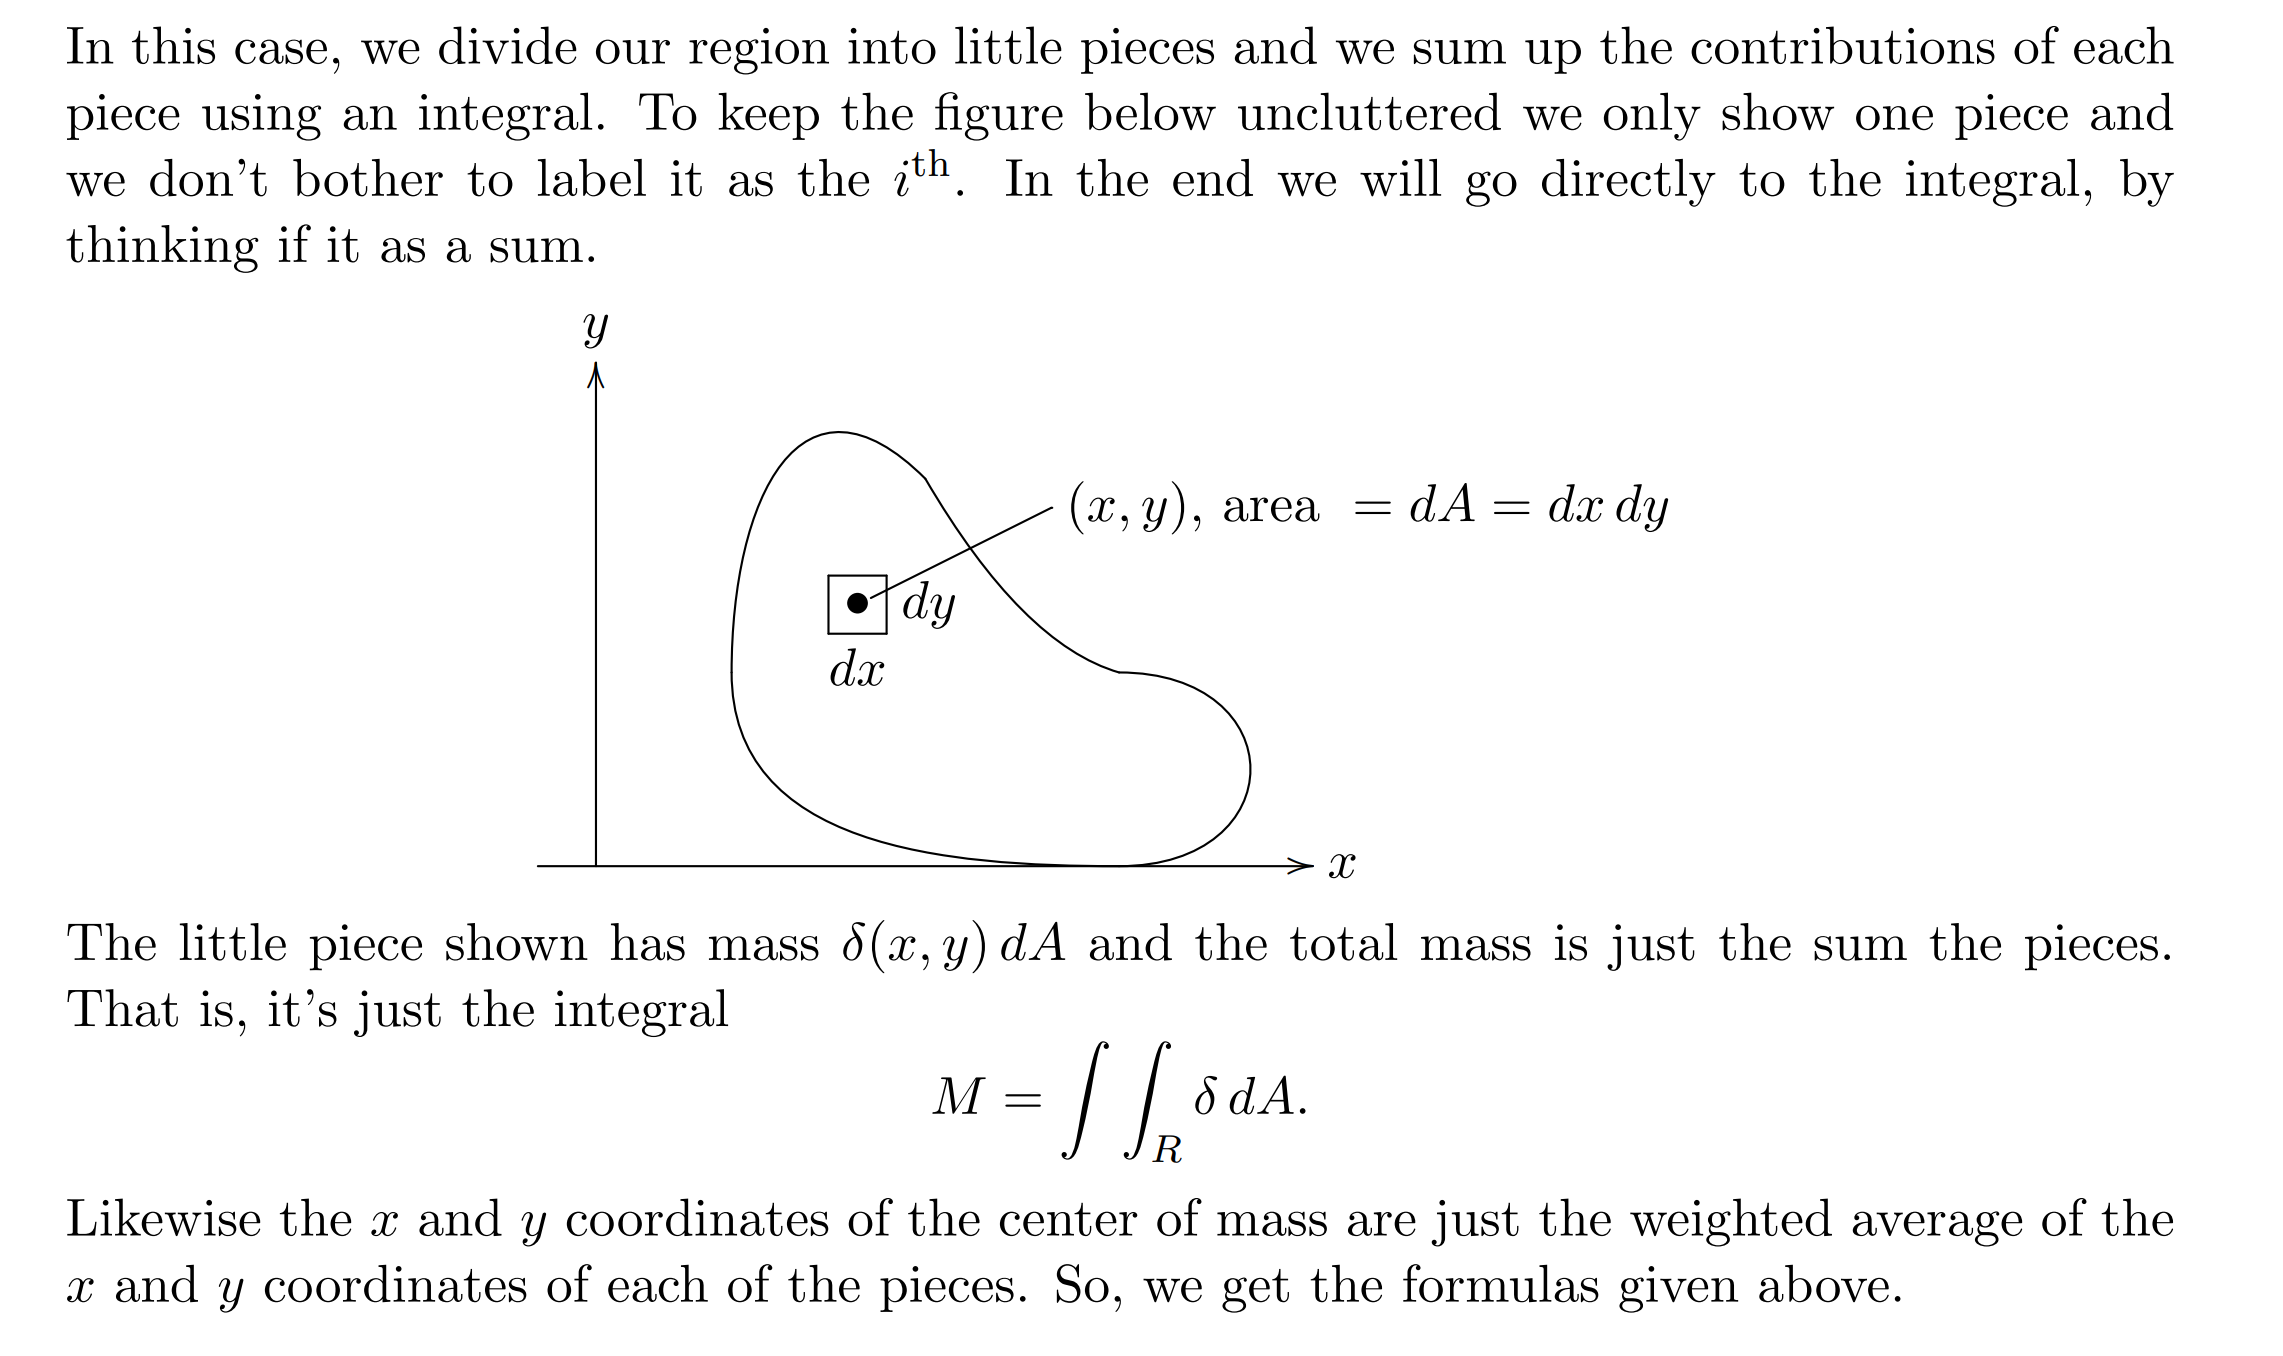 In this case, we divide our region into little pieces and we sum up the contributions of each
piece using an integral. To keep the figure below uncluttered we only show one piece and
we don't bother to label it as the i^th. In the end we will go directly to the integral, by
thinking if it as a sum.
y
(x, y), area = dA = dx dy
dy
dx
x
The little piece shown has mass δ(x, y) dA and the total mass is just the sum the pieces.
That is, it's just the integral
M = ∫ ∫_R δ dA.
Likewise the x and y coordinates of the center of mass are just the weighted average of the
x and y coordinates of each of the pieces. So, we get the formulas given above.